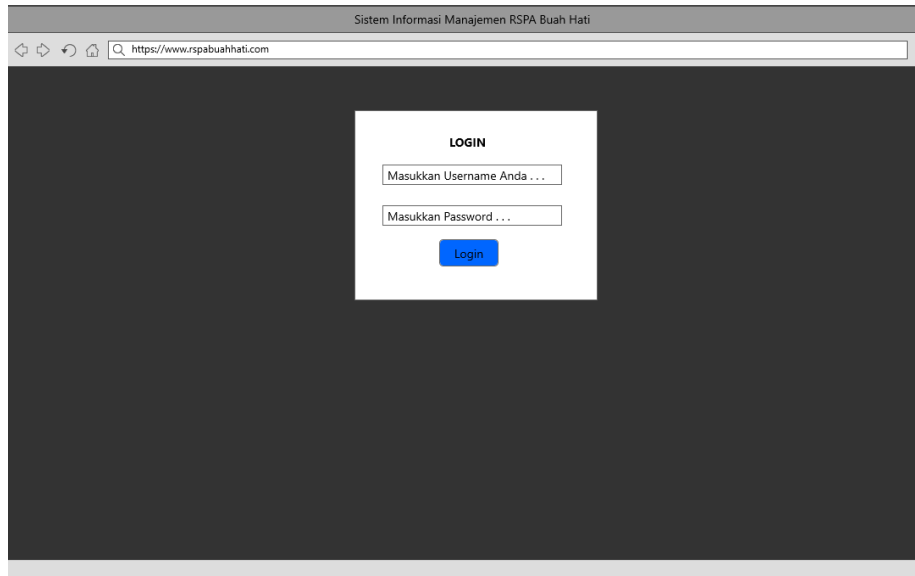 Sistem Informasi Manajemen RSPA Buah Hati
https://www.rspabuahhati.com
LOGIN
Masukkan Username Anda . . .
Masukkan Password . . .
Login